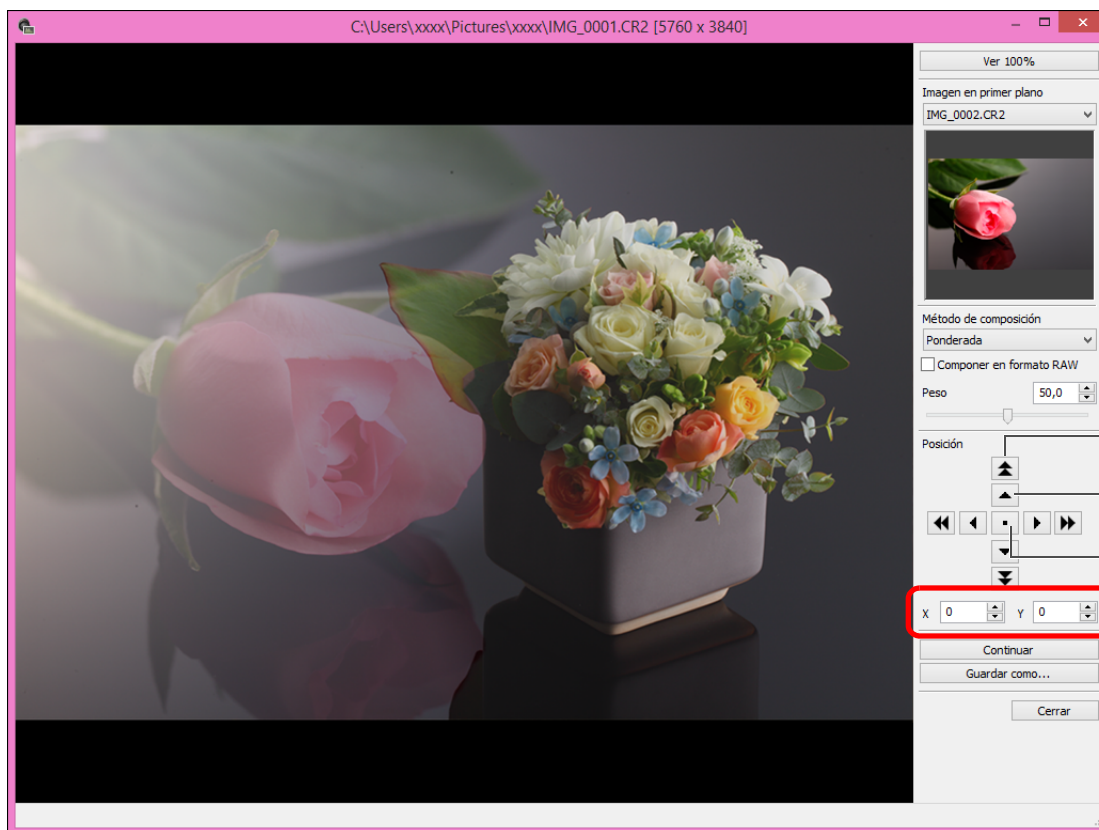 C:\Users\xxxx\Pictures\xxxx\IMG_0001.CR2 [5760 x 3840]
Ver 100%
Imagen en primer plano
IMG_0002.CR2
Método de composición
Ponderada
Componer en formato RAW
Peso 50,0
Posición
X 0 Y 0
Continuar
Guardar como...
Cerrar